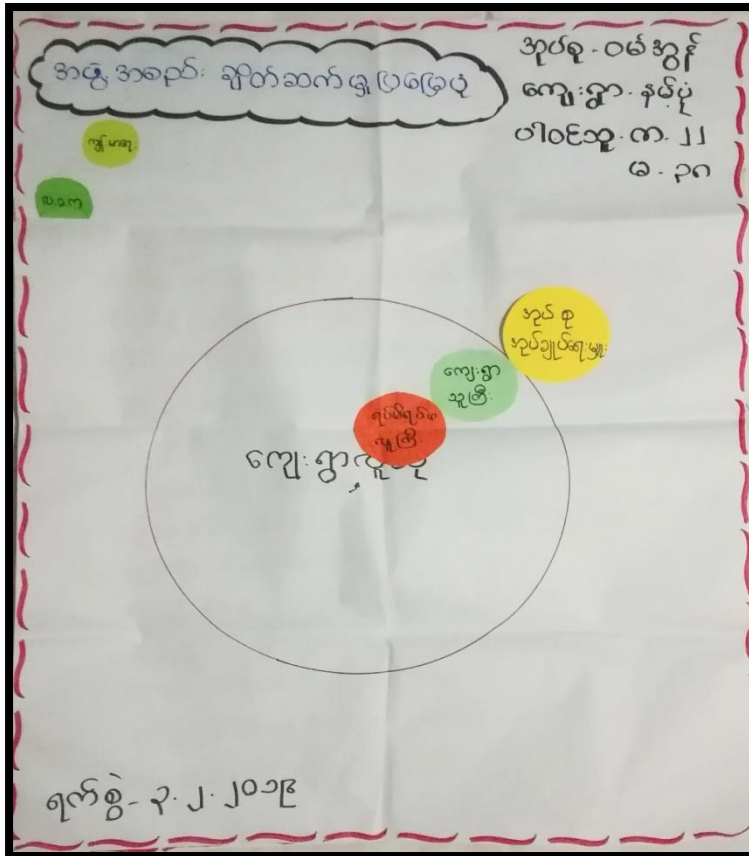 အဖွဲ့အစည်း ချိတ်ဆက်မှုပြမြေပုံ
အုပ်စု - ဝမ်အွန်
ကျေးရွာ - နမ့်ပုံ
ပါဝင်သူ - ကျား - ၂၂
မ - ၃၈
ကျန်းမာရေး
ကျေးရွာ
သူကြီး
အုပ်စု
အုပ်ချုပ်ရေးမှူး
ရပ်မိရပ်ဖ
လူကြီး
ကျေးရွာလူထု
ရက်စွဲ - ၃.၂.၂၀၁၉